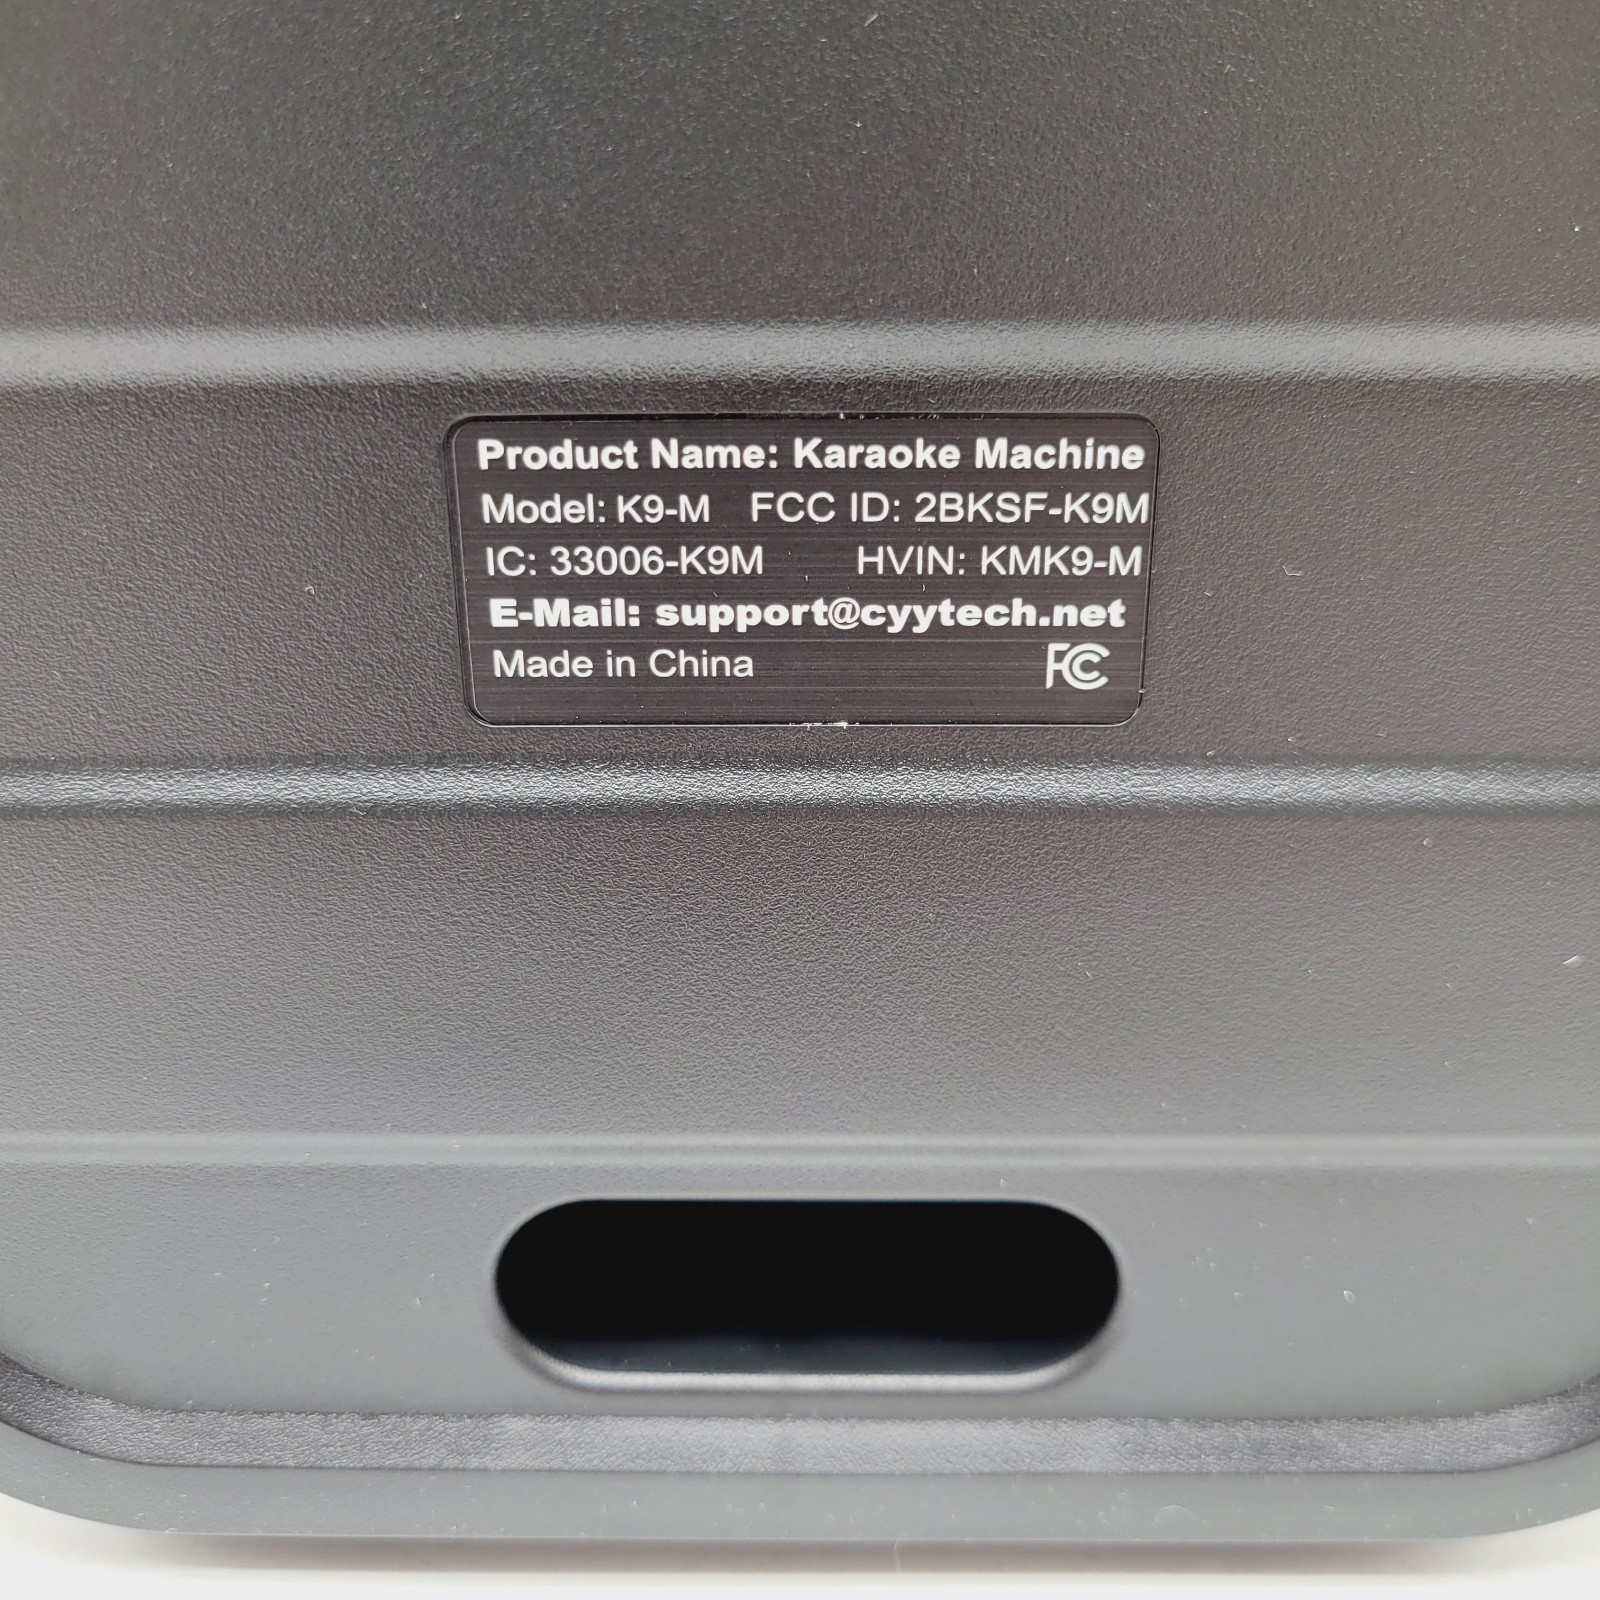 Product Name: Karaoke Machine
Model: K9-M FCC ID: 2BKSF-K9M
IC: 33006-K9M HVIN: KMK9-M
E-Mail: support@cyytech.net
Made in China FC